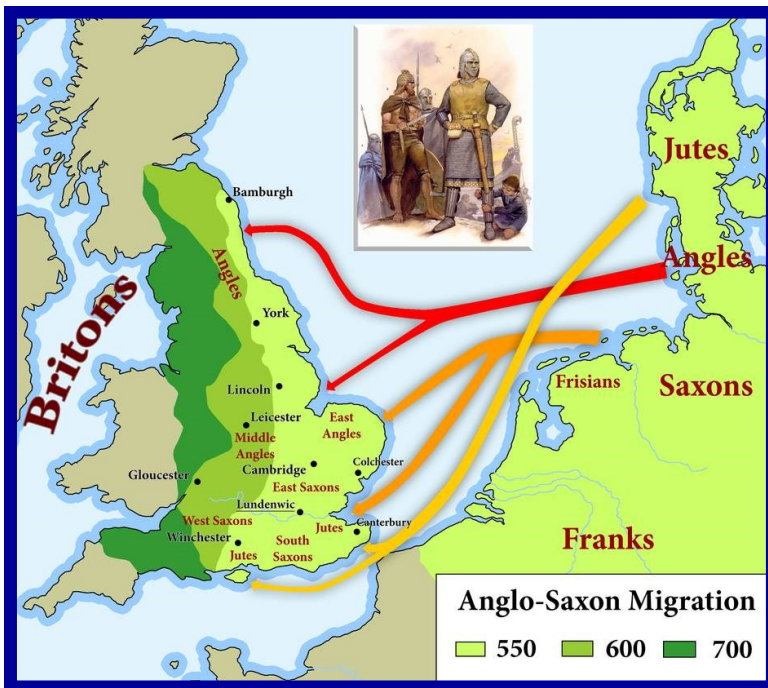 Jutes
Bamburgh
Angles
Angles
Britons
York
Frisians
Saxons
Lincoln
Leicester
East
Angles
Middle
Angles
Cambridge
Colchester
Gloucester
East Saxons
Lundenwic
West Saxons
Jutes
Canterbury
Winchester
South
Saxons
Jutes
Franks
Anglo-Saxon Migration
550
600
700